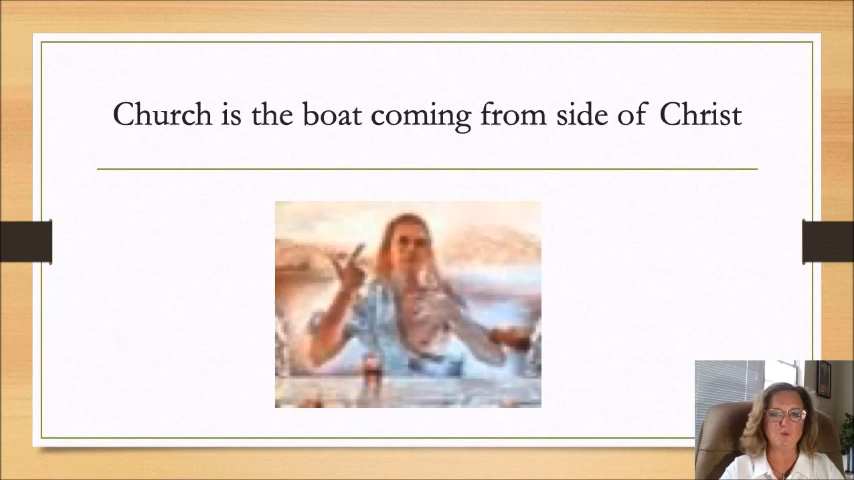 Church is the boat coming from side of Christ